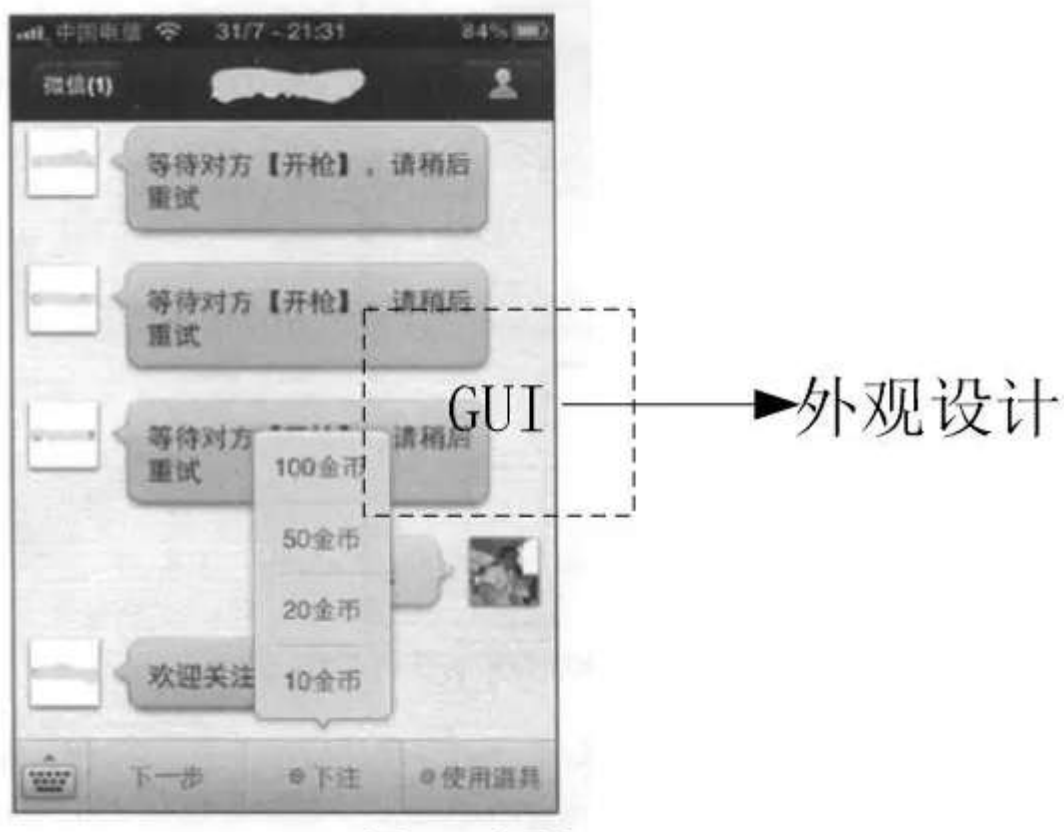 中国电信 31/7-21:31 84%
微信(1)
等待对方【开枪】，请稍后
重试
等待对方【开枪】，请稍后
重试
等待对方 请稍后
重试
100金币
50金币
20金币
10金币
欢迎关注
下一步 下注 使用道具
GUI
外观设计